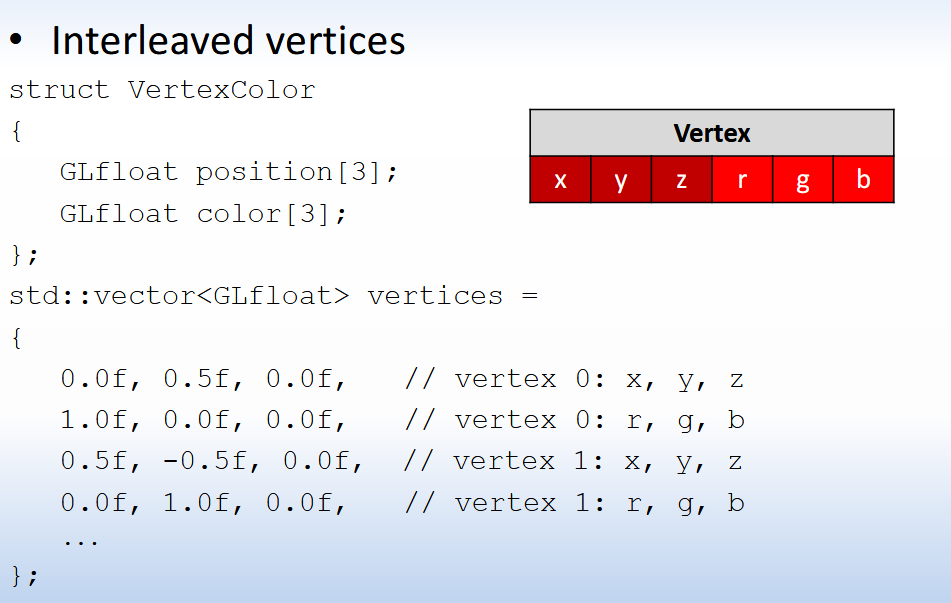 • Interleaved vertices
struct VertexColor
{
GLfloat position[3];
GLfloat color[3];
};
Vertex
x y z r g b
std::vector<GLfloat> vertices =
{
0.0f, 0.5f, 0.0f, // vertex 0: x, y, z
1.0f, 0.0f, 0.0f, // vertex 0: r, g, b
0.5f, -0.5f, 0.0f, // vertex 1: x, y, z
0.0f, 1.0f, 0.0f, // vertex 1: r, g, b
...
};